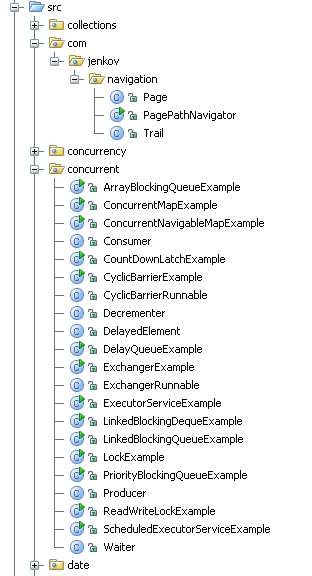 src
collections
com
jenkov
navigation
Page
PagePathNavigator
Trail
concurrency
concurrent
ArrayBlockingQueueExample
ConcurrentMapExample
ConcurrentNavigableMapExample
Consumer
CountDownLatchExample
CyclicBarrierExample
CyclicBarrierRunnable
Decrementer
DelayedElement
DelayQueueExample
ExchangerExample
ExchangerRunnable
ExecutorServiceExample
LinkedBlockingDequeExample
LinkedBlockingQueueExample
LockExample
PriorityBlockingQueueExample
Producer
ReadWriteLockExample
ScheduledExecutorServiceExample
Waiter
date